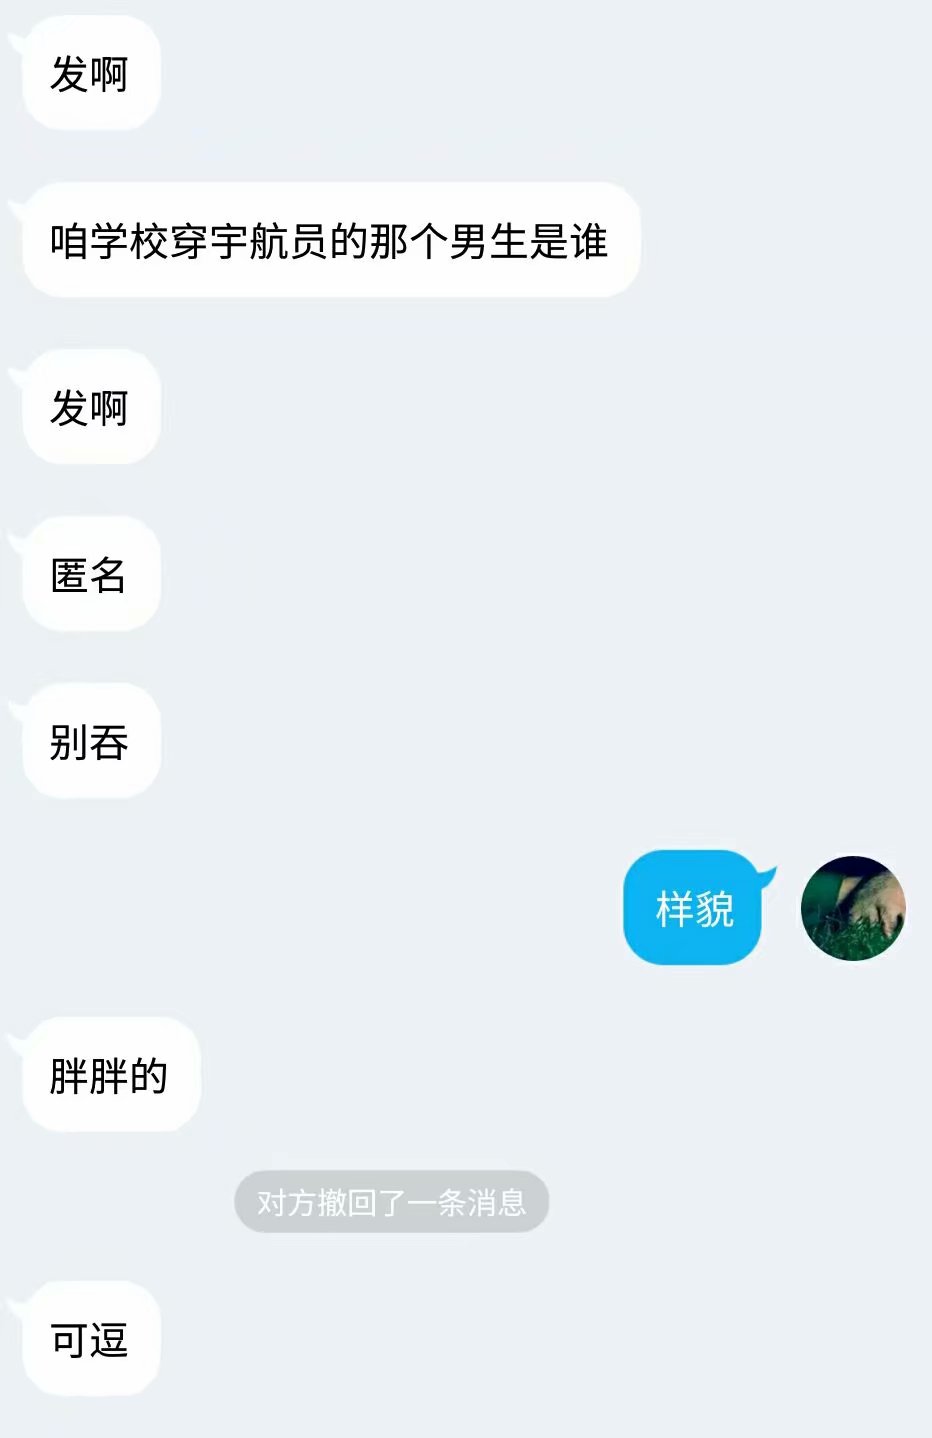 发啊
咱学校穿宇航员的那个男生是谁
发啊
匿名
别吞
样貌
胖胖的
对方撤回了一条消息
可逗